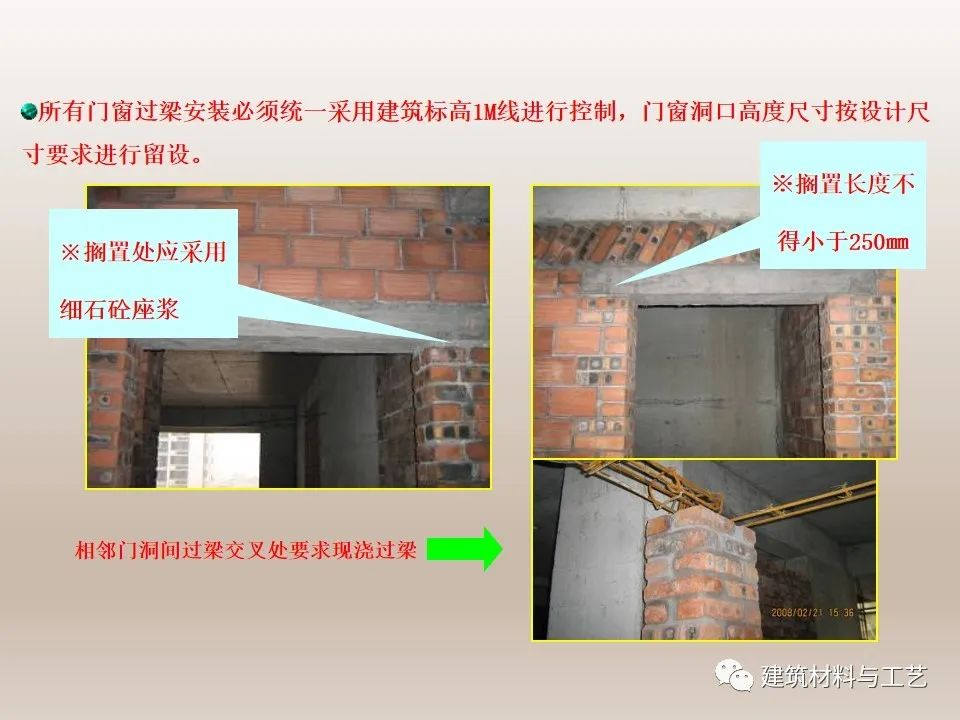 所有门窗过梁安装必须统一采用建筑标高1M线进行控制，门窗洞口高度尺寸按设计尺
寸要求进行留设。
※搁置长度不
得小于250mm
※搁置处应采用
细石砼座浆
相邻门洞间过梁交叉处要求现浇过梁
2008/02/21 15:36
建筑材料与工艺